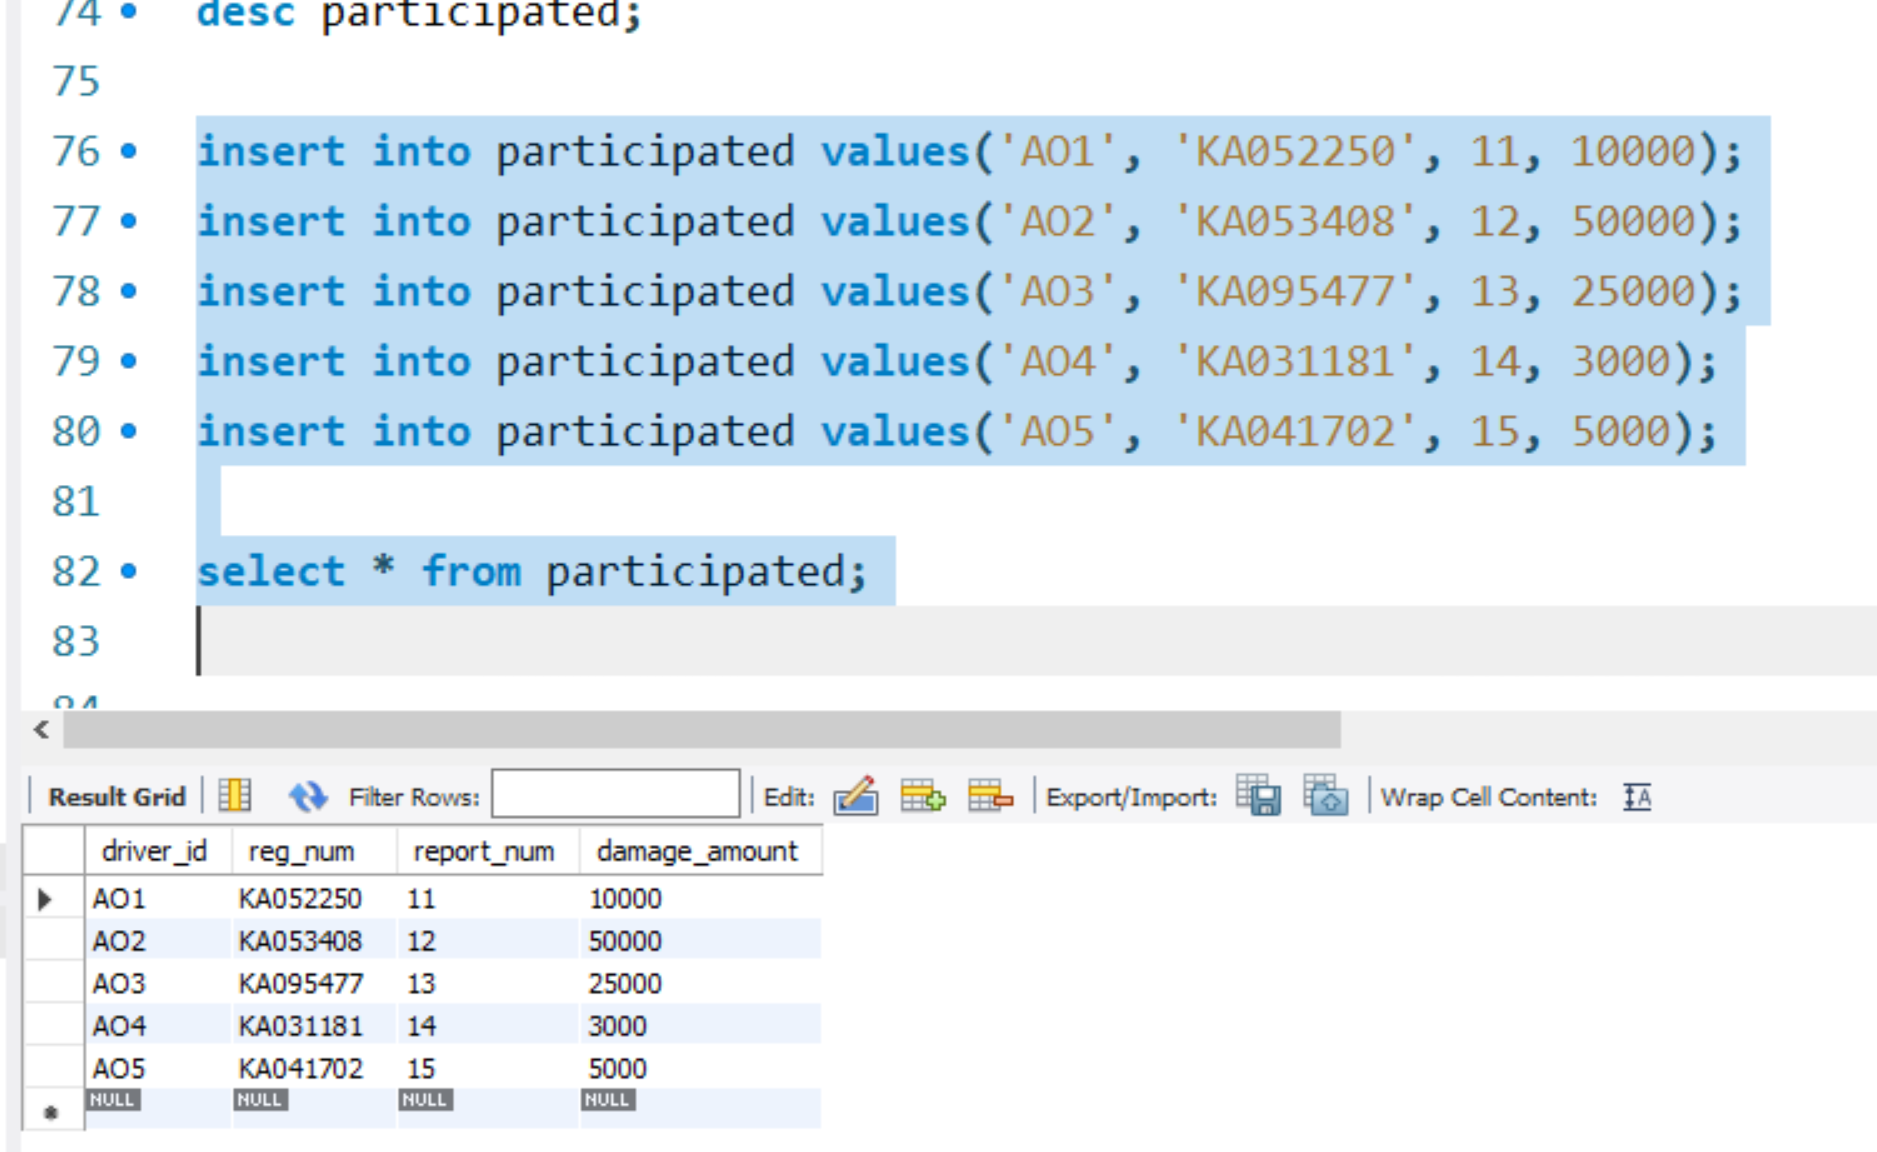 74 desc participated;
75
76 insert into participated values('AO1', 'KA052250', 11, 10000);
77 insert into participated values('AO2', 'KA053408', 12, 50000);
78 insert into participated values('AO3', 'KA095477', 13, 25000);
79 insert into participated values('AO4', 'KA031181', 14, 3000);
80 insert into participated values('AO5', 'KA041702', 15, 5000);
81
82 select * from participated;
83
84
Result Grid Filter Rows: Edit: Export/Import: Wrap Cell Content: IA
driver_id reg_num report_num damage_amount
AO1 KA052250 11 10000
AO2 KA053408 12 50000
AO3 KA095477 13 25000
AO4 KA031181 14 3000
AO5 KA041702 15 5000
NULL NULL NULL NULL